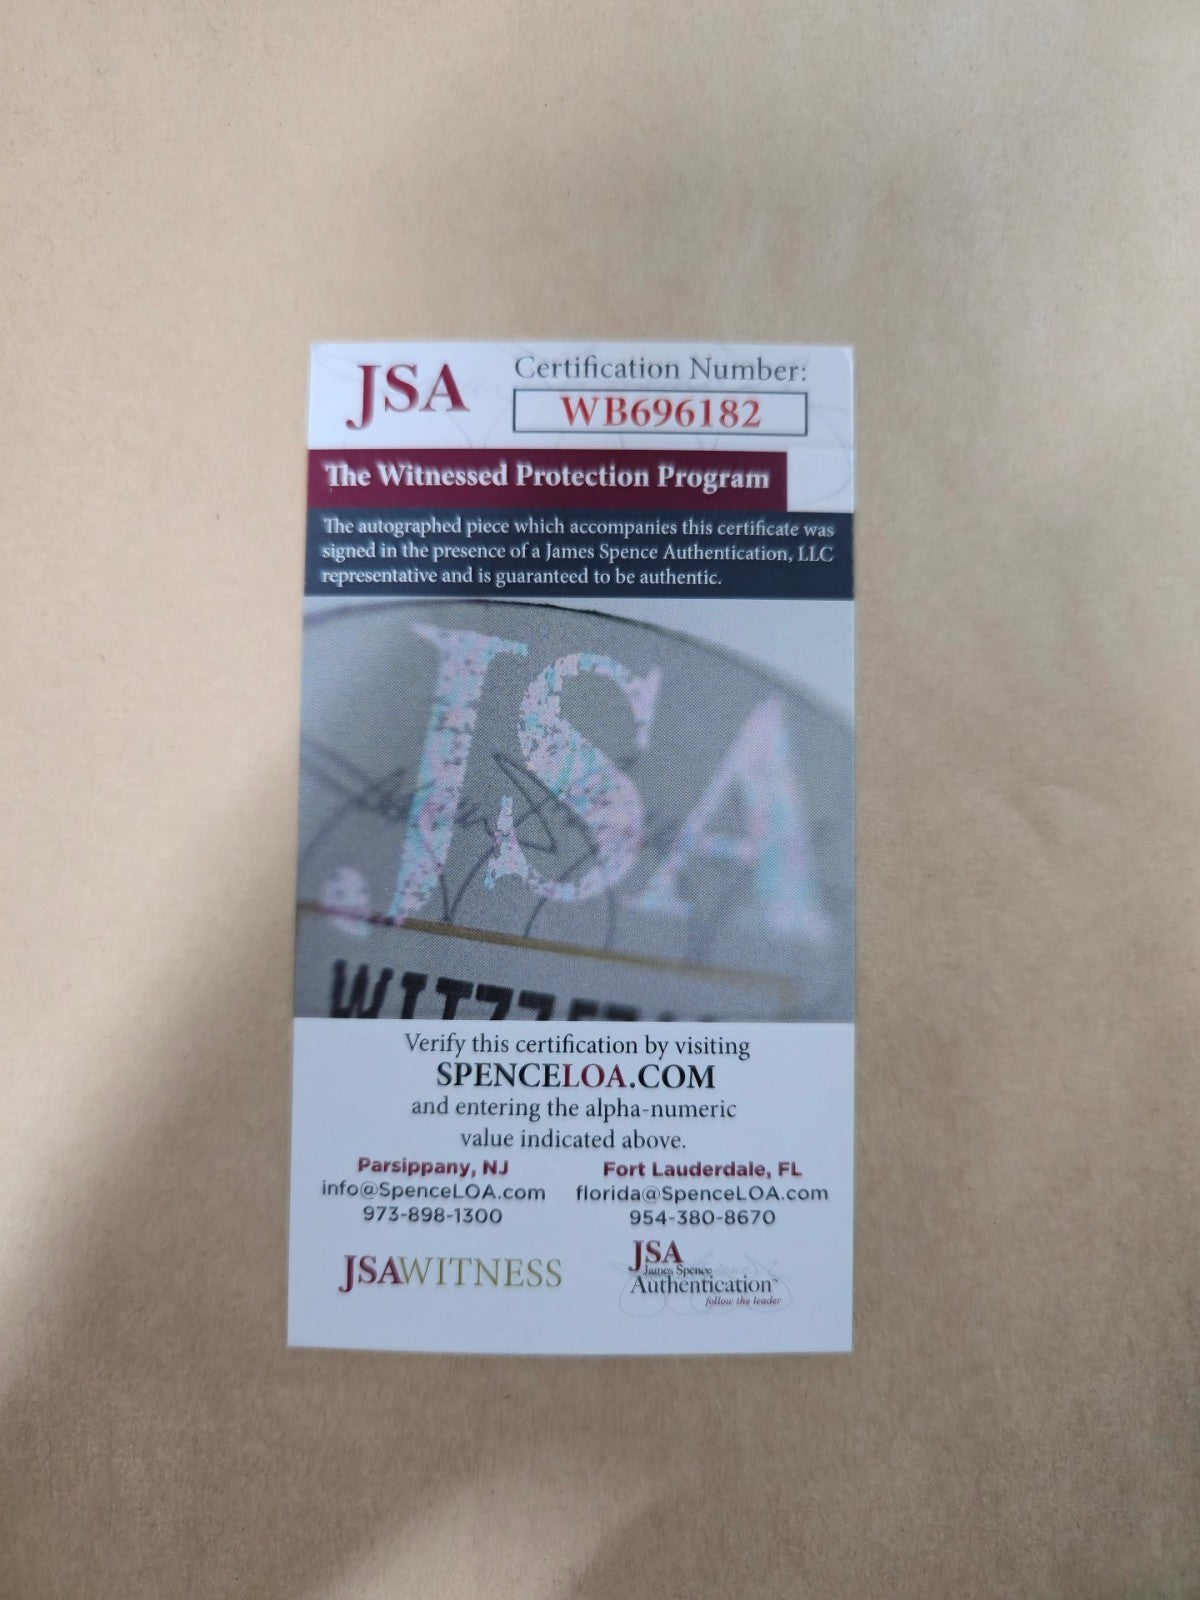 JSA
Certification Number:
WB696182
The Witnessed Protection Program
The autographed piece which accompanies this certificate was
signed in the presence of a James Spence Authentication, LLC
representative and is guaranteed to be authentic.
JSA
Verify this certification by visiting
SPENCELOA.COM
and entering the alpha-numeric
value indicated above.
Parsippany, NJ
info@SpenceLOA.com
973-898-1300
Fort Lauderdale, FL
florida@SpenceLOA.com
954-380-8670
JSAWITNESS
JSA
James Spence
Authentication™
follow the leader